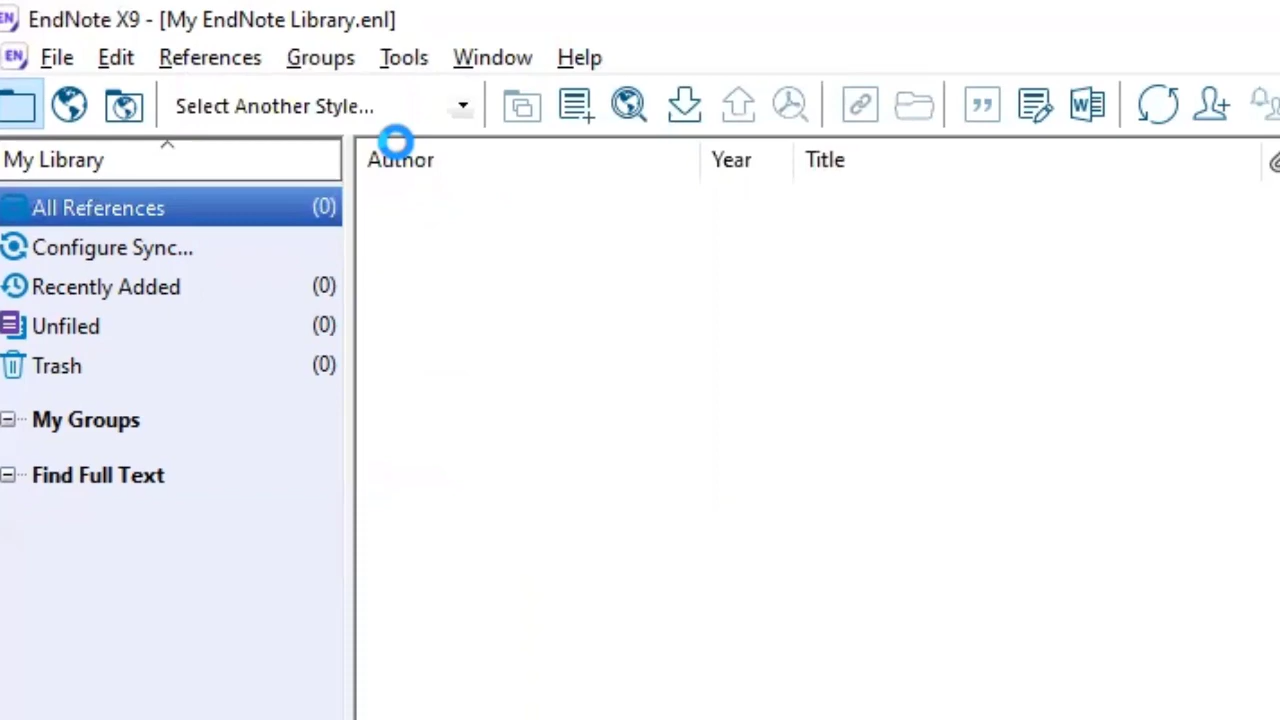 EN EndNote X9 - [My EndNote Library.enl]
EN File Edit References Groups Tools Window Help
Select Another Style...
My Library Author Year Title
All References (0)
Configure Sync...
Recently Added (0)
Unfiled (0)
Trash (0)
My Groups
Find Full Text